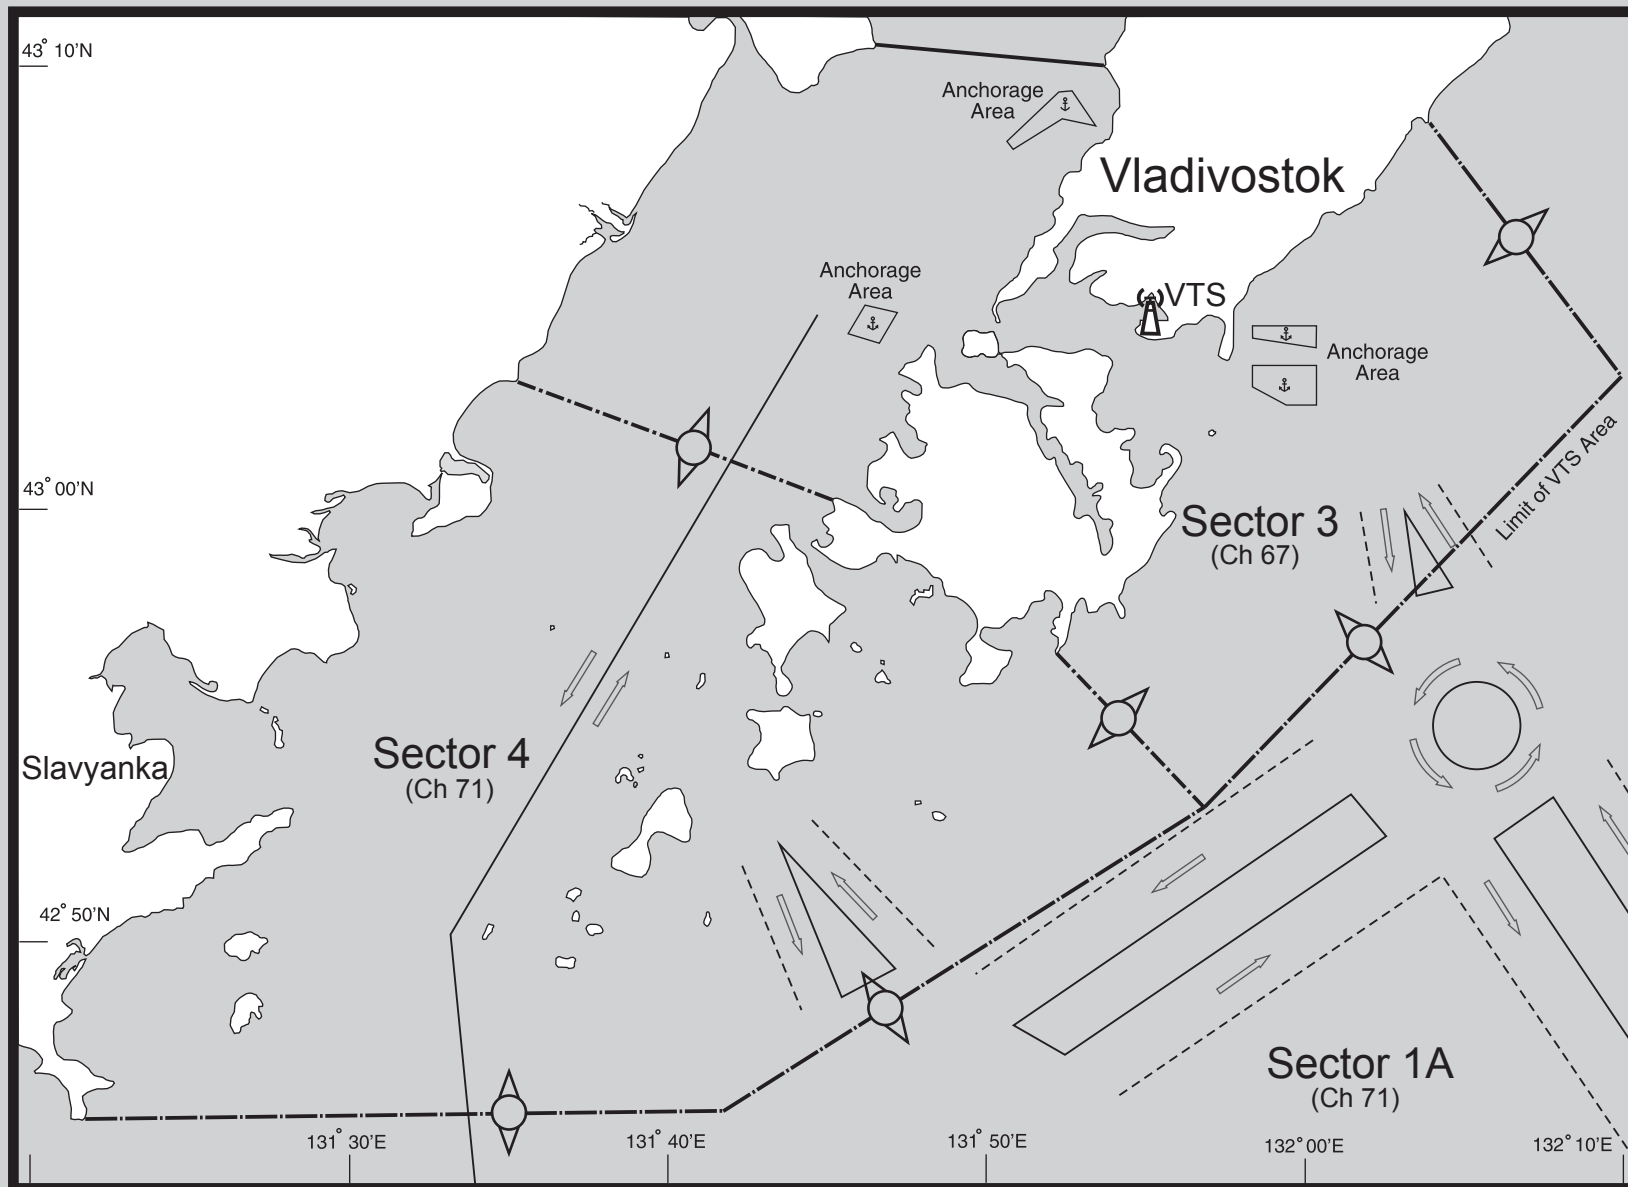 43° 10'N
Anchorage
Area
Vladivostok
Anchorage
Area
VTS
Anchorage
Area
Limit of VTS Area
43° 00'N
Sector 3
(Ch 67)
Sector 4
(Ch 71)
Slavyanka
42° 50'N
Sector 1A
(Ch 71)
131° 30'E
131° 40'E
131° 50'E
132° 00'E
132° 10'E